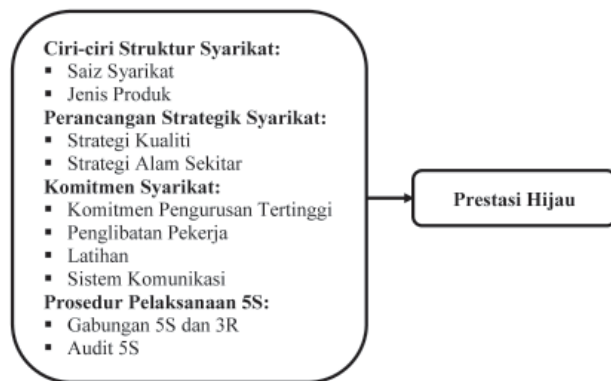 Ciri-ciri Struktur Syarikat:
▪ Saiz Syarikat
▪ Jenis Produk
Perancangan Strategik Syarikat:
▪ Strategi Kualiti
▪ Strategi Alam Sekitar
Komitmen Syarikat:
▪ Komitmen Pengurusan Tertinggi
▪ Penglibatan Pekerja
▪ Latihan
▪ Sistem Komunikasi
Prosedur Pelaksanaan 5S:
▪ Gabungan 5S dan 3R
▪ Audit 5S
Prestasi Hijau